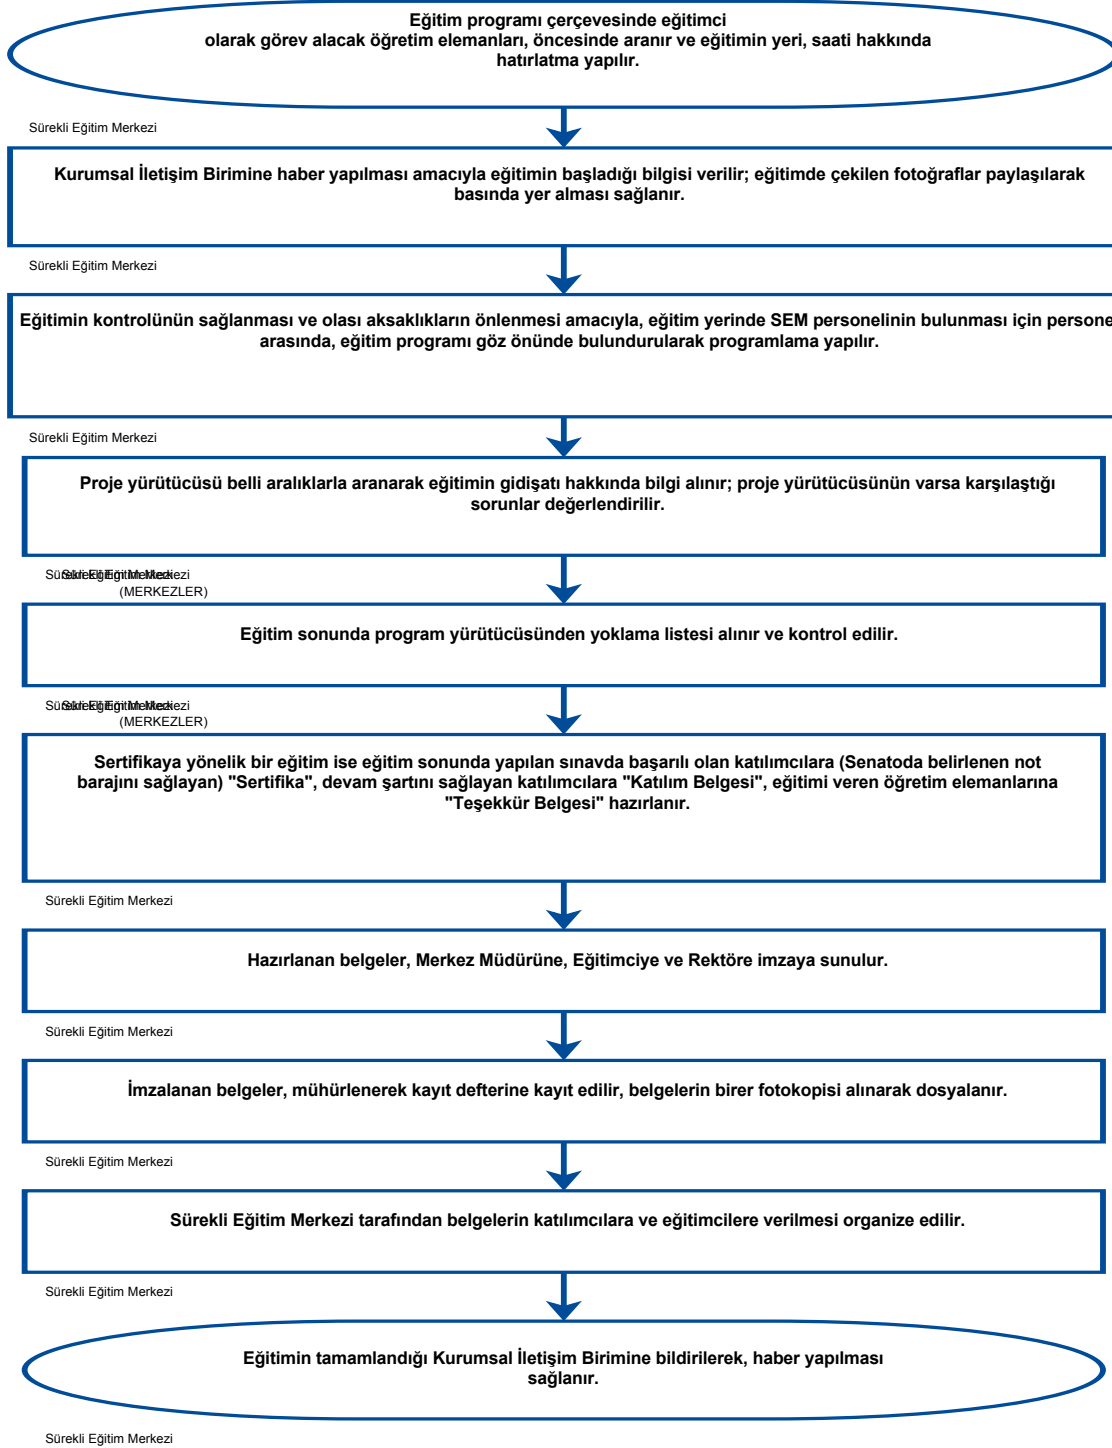 Eğitim programı çerçevesinde eğitimci
olarak görev alacak öğretim elemanları, öncesinde aranır ve eğitimin yeri, saati hakkında
hatırlatma yapılır.
Sürekli Eğitim Merkezi
Kurumsal İletişim Birimine haber yapılması amacıyla eğitimin başladığı bilgisi verilir; eğitimde çekilen fotoğraflar paylaşılarak
basında yer alması sağlanır.
Sürekli Eğitim Merkezi
Eğitimin kontrolünün sağlanması ve olası aksaklıkların önlenmesi amacıyla, eğitim yerinde SEM personelinin bulunması için persone
arasında, eğitim programı göz önünde bulundurularak programlama yapılır.
Sürekli Eğitim Merkezi
Proje yürütücüsü belli aralıklarla aranarak eğitimin gidişatı hakkında bilgi alınır; proje yürütücüsünün varsa karşılaştığı
sorunlar değerlendirilir.
(MERKEZLER)
Eğitim sonunda program yürütücüsünden yoklama listesi alınır ve kontrol edilir.
(MERKEZLER)
Sertifikaya yönelik bir eğitim ise eğitim sonunda yapılan sınavda başarılı olan katılımcılara (Senatoda belirlenen not
barajını sağlayan) "Sertifika", devam şartını sağlayan katılımcılara "Katılım Belgesi", eğitimi veren öğretim elemanlarına
"Teşekkür Belgesi" hazırlanır.
Sürekli Eğitim Merkezi
Hazırlanan belgeler, Merkez Müdürüne, Eğitimciye ve Rektöre imzaya sunulur.
Sürekli Eğitim Merkezi
İmzalanan belgeler, mühürlenerek kayıt defterine kayıt edilir, belgelerin birer fotokopisi alınarak dosyalanır.
Sürekli Eğitim Merkezi
Sürekli Eğitim Merkezi tarafından belgelerin katılımcılara ve eğitimcilere verilmesi organize edilir.
Sürekli Eğitim Merkezi
Eğitimin tamamlandığı Kurumsal İletişim Birimine bildirilerek, haber yapılması
sağlanır.
Sürekli Eğitim Merkezi